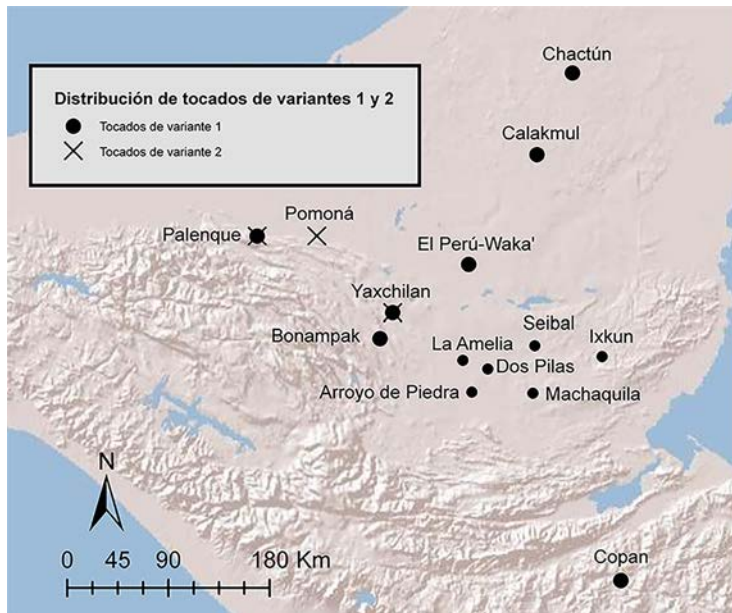 Chactún
Distribución de tocados de variantes 1 y 2
Tocados de variante 1
Tocados de variante 2
Calakmul
Pomoná
Palenque
El Perú-Waka'
Yaxchilan
Bonampak
Seibal
Ixkun
La Amelia
Dos Pilas
Arroyo de Piedra
Machaquila
N
0 45 90 180 Km
Copan